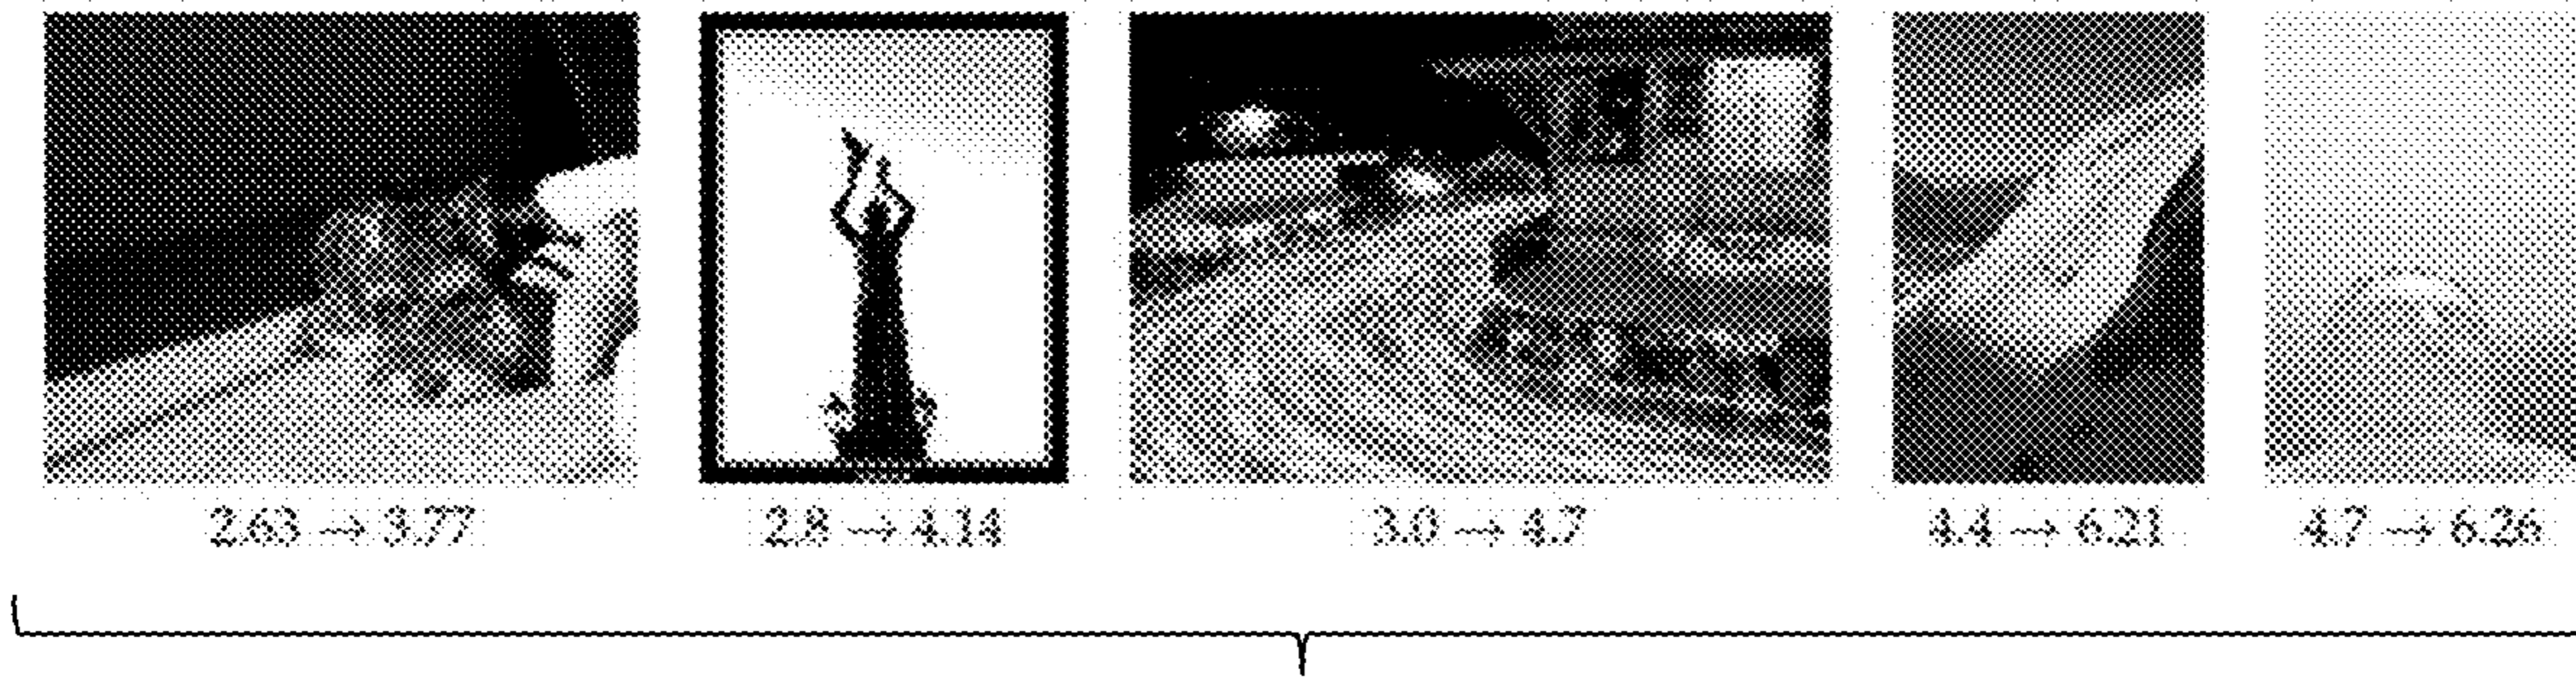 2.63 → 3.77
2.8 → 4.14
3.0 → 4.7
4.4 → 6.21
4.7 → 6.26